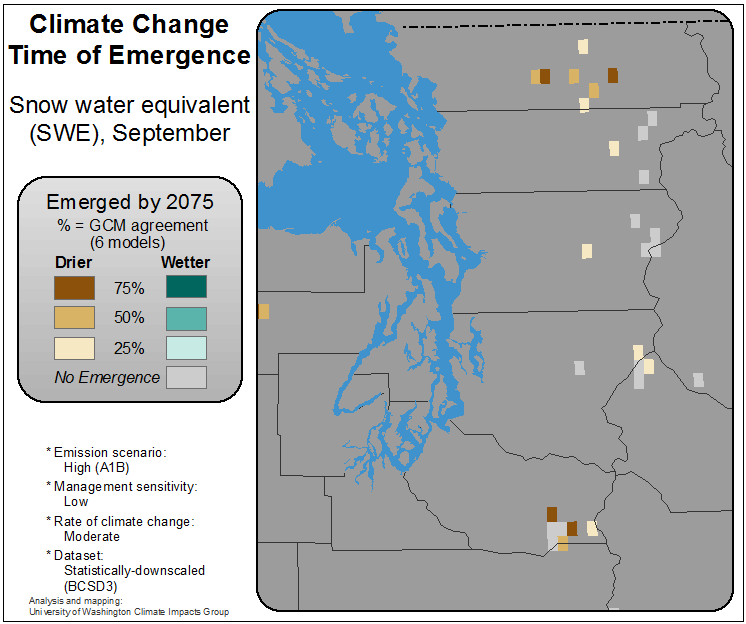 Climate Change
Time of Emergence
Snow water equivalent
(SWE), September
Emerged by 2075
% = GCM agreement
(6 models)
Drier Wetter
75%
50%
25%
No Emergence
* Emission scenario:
High (A1B)
* Management sensitivity:
Low
* Rate of climate change:
Moderate
* Dataset:
Statistically-downscaled
(BCSD3)
Analysis and mapping:
University of Washington Climate Impacts Group